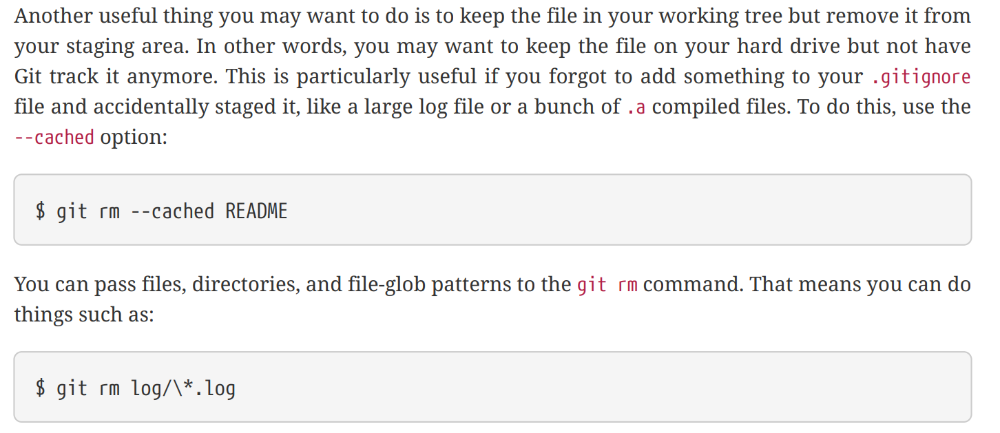 Another useful thing you may want to do is to keep the file in your working tree but remove it from
your staging area. In other words, you may want to keep the file on your hard drive but not have
Git track it anymore. This is particularly useful if you forgot to add something to your .gitignore
file and accidentally staged it, like a large log file or a bunch of .a compiled files. To do this, use the
--cached option:
$ git rm --cached README
You can pass files, directories, and file-glob patterns to the git rm command. That means you can do
things such as:
$ git rm log/\*.log